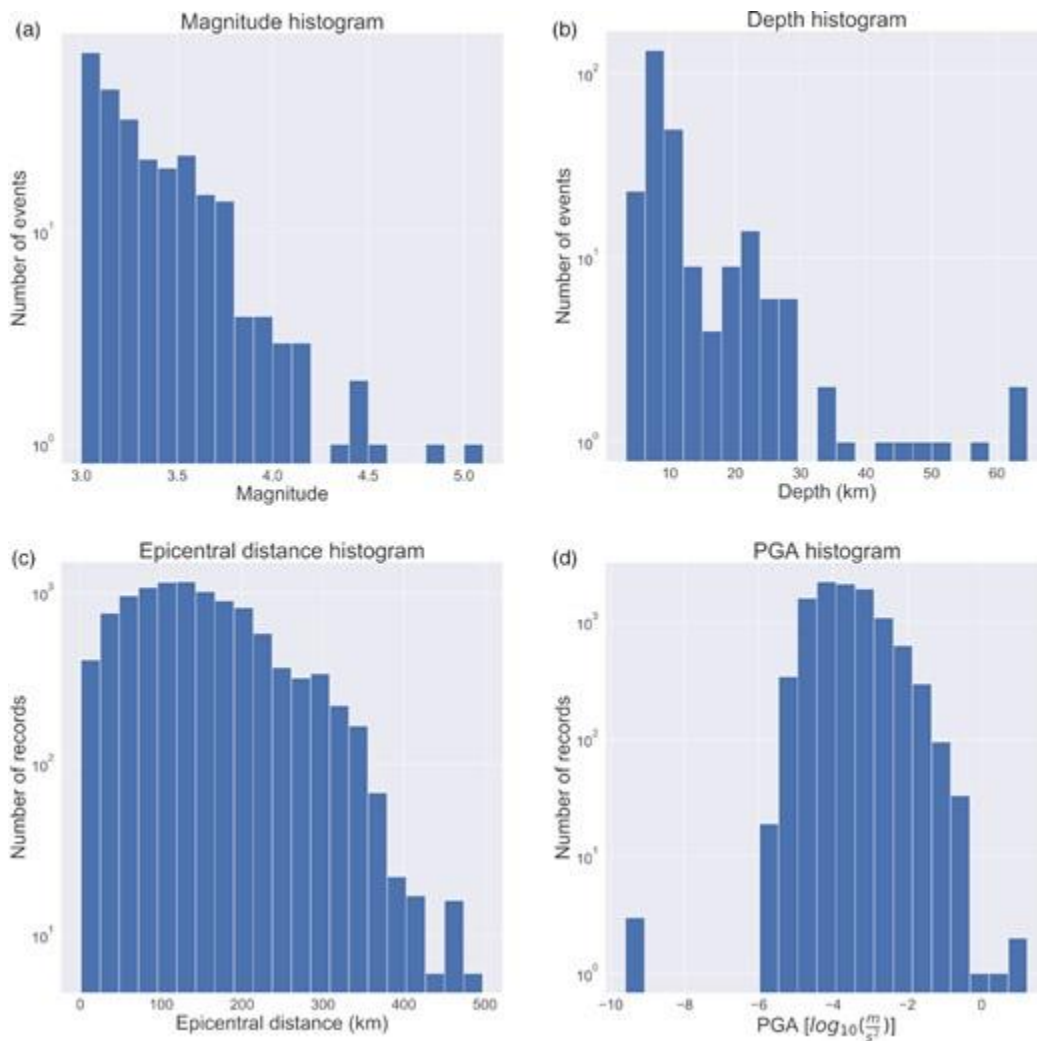 (a)
Magnitude histogram
Number of events
10¹
10⁰
3.0 3.5 4.0 4.5 5.0
Magnitude
(b)
Depth histogram
Number of events
10²
10¹
10⁰
10 20 30 40 50 60
Depth (km)
(c)
Epicentral distance histogram
Number of records
10³
10²
10¹
0 100 200 300 400 500
Epicentral distance (km)
(d)
PGA histogram
Number of records
10³
10²
10¹
10⁰
−10 −8 −6 −4 −2 0
PGA [log₁₀(m/s²)]